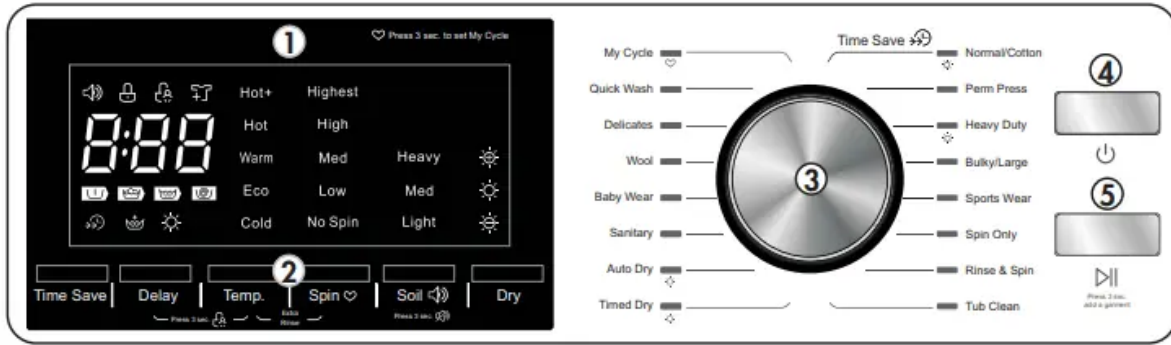 1
Press 3 sec. to set My Cycle
Hot+ Highest
8:88 Hot High
Warm Med Heavy
Eco Low Med
Cold No Spin Light
2
Time Save Delay Temp. Spin Soil Dry
Press 3 sec. Extra Rinse Press 3 sec.
Time Save
My Cycle Normal/Cotton
Quick Wash Perm Press
Delicates Heavy Duty
Wool Bulky/Large
Baby Wear Sports Wear
Sanitary Spin Only
Auto Dry Rinse & Spin
Timed Dry Tub Clean
3
4
5
Press 3 sec.
add a garment